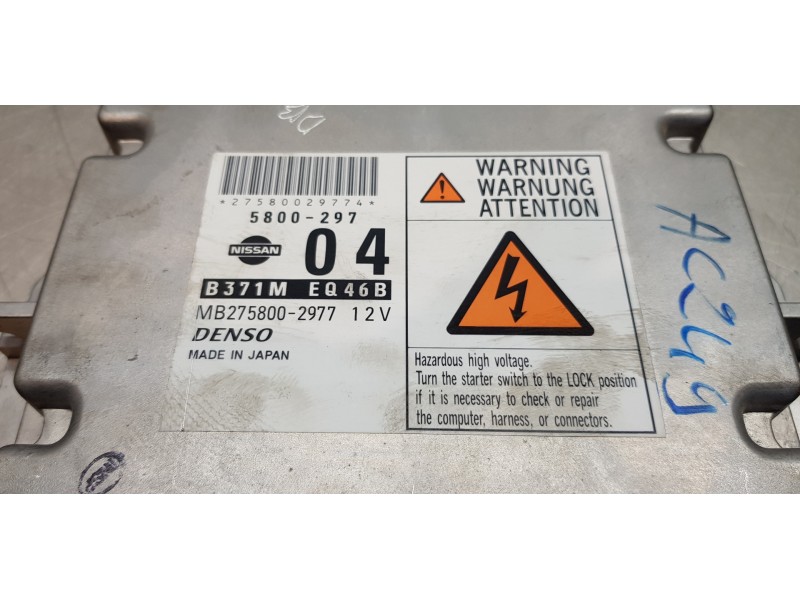 *27580029774*
5800-297
NISSAN
04
B371M EQ46B
MB275800-2977 12V
DENSO
MADE IN JAPAN
WARNING
WARNUNG
ATTENTION
Hazardous high voltage.
Turn the starter switch to the LOCK position
if it is necessary to check or repair
the computer, harness, or connectors.
AC249